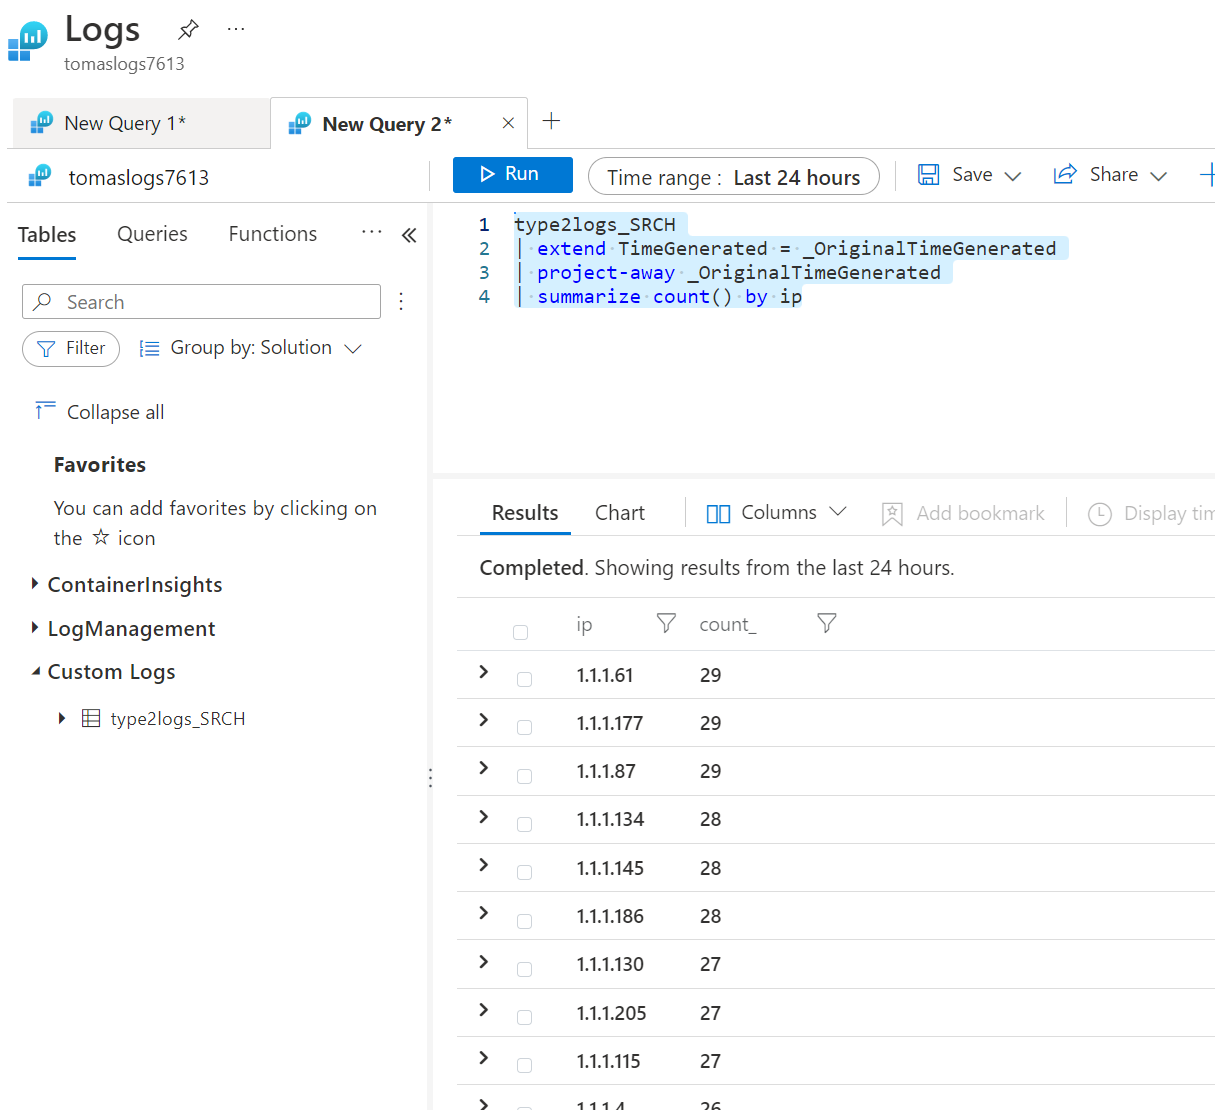 Logs
tomaslogs7613
New Query 1*
New Query 2*
tomaslogs7613
Run
Time range : Last 24 hours
Save
Share
Tables
Queries
Functions
Search
Filter
Group by: Solution
Collapse all
Favorites
You can add favorites by clicking on
the ☆ icon
ContainerInsights
LogManagement
Custom Logs
type2logs_SRCH
1 type2logs_SRCH
2 | extend TimeGenerated = _OriginalTimeGenerated
3 | project-away _OriginalTimeGenerated
4 | summarize count() by ip
Results
Chart
Columns
Add bookmark
Display
Completed. Showing results from the last 24 hours.
ip count_
1.1.1.61 29
1.1.1.177 29
1.1.1.87 29
1.1.1.134 28
1.1.1.145 28
1.1.1.186 28
1.1.1.130 27
1.1.1.205 27
1.1.1.115 27
1.1.1.4 26